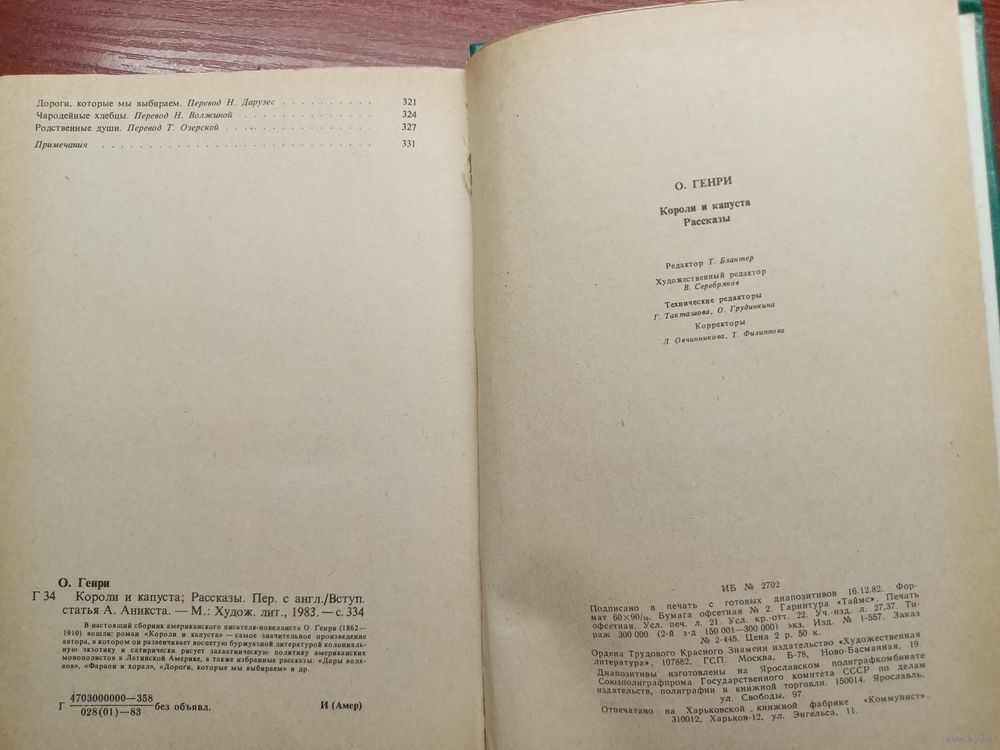 Дороги, которые мы выбираем. Перевод Н. Дарузес . . . . . . . . . . 321
Чародейные хлебцы. Перевод Н. Волжиной . . . . . . . . . . . . . 324
Родственные души. Перевод Т. Озерской . . . . . . . . . . . . . . . 327
Примечания . . . . . . . . . . . . . . . . . . . . . . . . . . . . 331
О. Генри
Г 34 Короли и капуста; Рассказы. Пер. с англ./Вступ.
статья А. Аникста. — М.: Худож. лит., 1983. — с. 334
В настоящий сборник американского писателя-новеллиста О. Генри (1862—
1910) вошли: роман «Короли и капуста» — самое значительное произведение
автора, в котором он развенчивает воспетую буржуазной литературой колониаль-
ную экзотику и сатирически рисует захватническую политику американских
монополистов в Латинской Америке, а также избранные рассказы: «Дары волх-
вов», «Фараон и хорал», «Дороги, которые мы выбираем» и др.
Г 4703000000—358
028(01)—83 без объявл. И (Амер)
О. ГЕНРИ
Короли и капуста
Рассказы
Редактор Т. Блантер
Художественный редактор
В. Серебряков
Технические редакторы
Г. Такташова, О. Грудинкина
Корректоры
Л. Овчинникова, Т. Филиппова
ИБ № 2702
Подписано в печать с готовых диапозитивов 16.12.82. Фор-
мат 60×90/16. Бумага офсетная № 2. Гарнитура «Таймс». Печать
офсетная. Усл. печ. л. 21. Усл. кр.-отт. 22. Уч.-изд. л. 27,37. Ти-
раж 300 000 (2-й з-д 150 001—300 000) экз. Изд. № 1-557. Заказ
№ 2-445. Цена 2 р. 50 к.
Ордена Трудового Красного Знамени издательство «Художественная
литература», 107882, ГСП. Москва, Б-78, Ново-Басманная, 19.
Диапозитивы изготовлены на Ярославском полиграфкомбинате
Союзполиграфпрома Государственного комитета СССР по делам
издательств, полиграфии и книжной торговли. 150014. Ярославль,
ул. Свободы, 97.
Отпечатано на Харьковской книжной фабрике «Коммунист».
310012, Харьков-12, ул. Энгельса, 11.